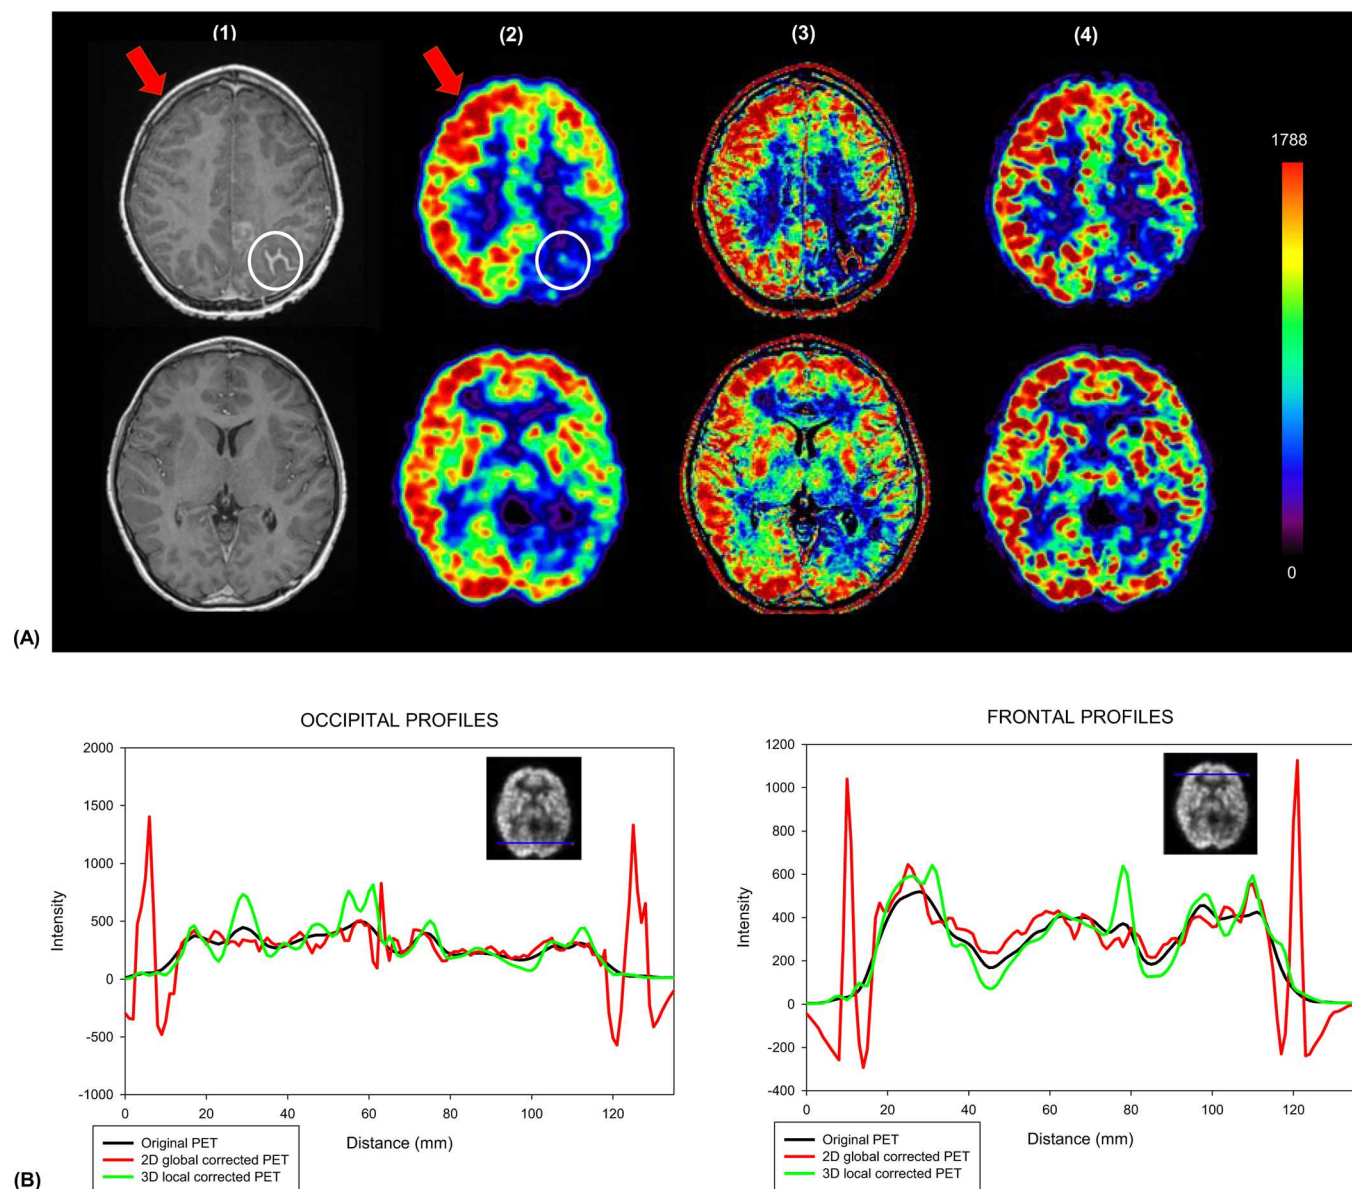 (1) (2) (3) (4)
1788
0
(A)
OCCIPITAL PROFILES
2000
1500
1000
500
0
-500
-1000
Intensity
0 20 40 60 80 100 120
Distance (mm)
Original PET
2D global corrected PET
3D local corrected PET
FRONTAL PROFILES
1200
1000
800
600
400
200
0
-200
-400
Intensity
0 20 40 60 80 100 120
Distance (mm)
Original PET
2D global corrected PET
3D local corrected PET
(B)